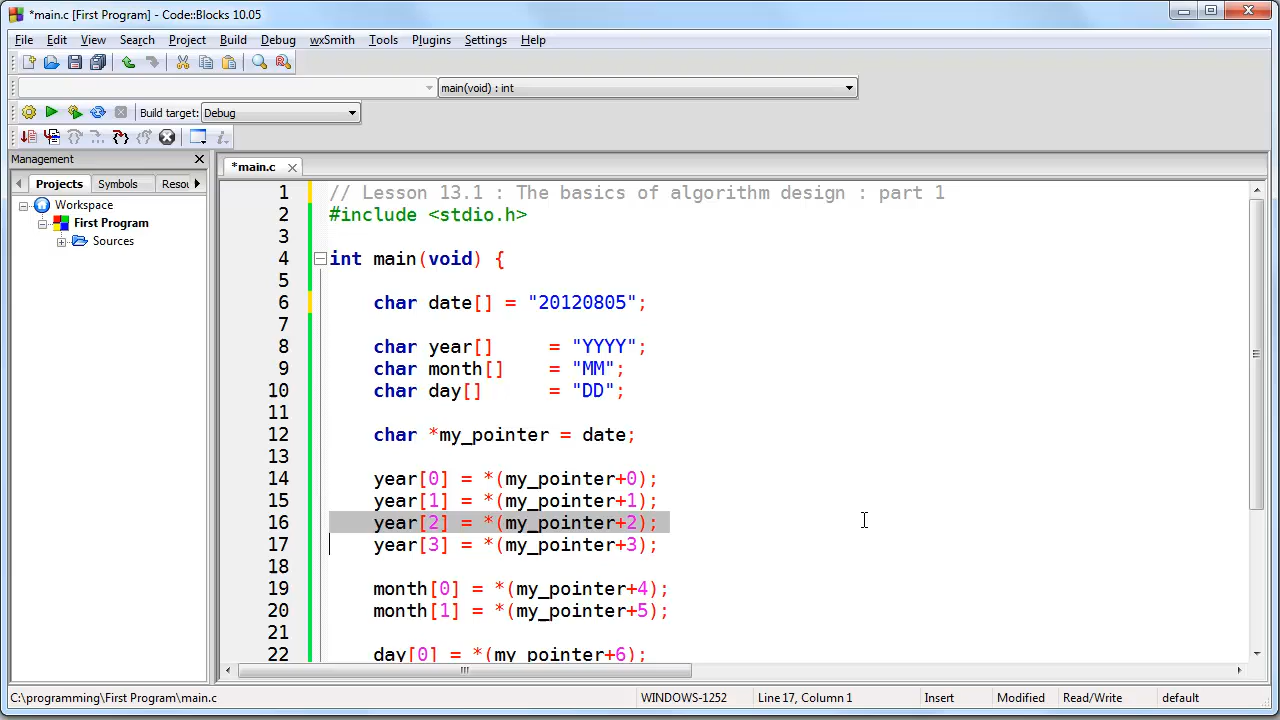 *main.c [First Program] - Code::Blocks 10.05
File Edit View Search Project Build Debug wxSmith Tools Plugins Settings Help
main(void) : int
Build target: Debug
Management
Projects Symbols Resou
Workspace
First Program
Sources
*main.c
1 // Lesson 13.1 : The basics of algorithm design : part 1
2 #include <stdio.h>
3
4 int main(void) {
5
6 char date[] = "20120805";
7
8 char year[] = "YYYY";
9 char month[] = "MM";
10 char day[] = "DD";
11
12 char *my_pointer = date;
13
14 year[0] = *(my_pointer+0);
15 year[1] = *(my_pointer+1);
16 year[2] = *(my_pointer+2);
17 year[3] = *(my_pointer+3);
18
19 month[0] = *(my_pointer+4);
20 month[1] = *(my_pointer+5);
21
22 day[0] = *(my_pointer+6);
C:\programming\First Program\main.c WINDOWS-1252 Line 17, Column 1 Insert Modified Read/Write default